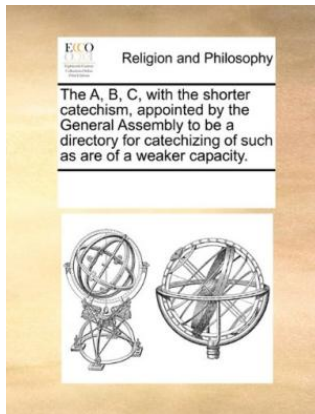 ECCO
Religion and Philosophy
The A, B, C, with the shorter
catechism, appointed by the
General Assembly to be a
directory for catechizing of such
as are of a weaker capacity.